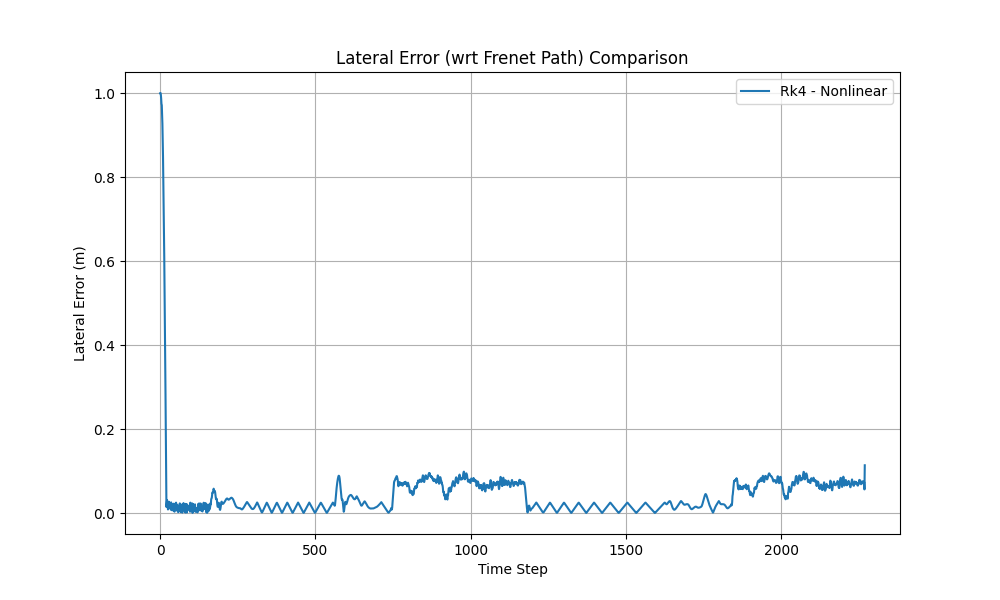 Lateral Error (wrt Frenet Path) Comparison
Rk4 - Nonlinear
1.0
0.8
0.6
0.4
0.2
0.0
Lateral Error (m)
0 500 1000 1500 2000
Time Step